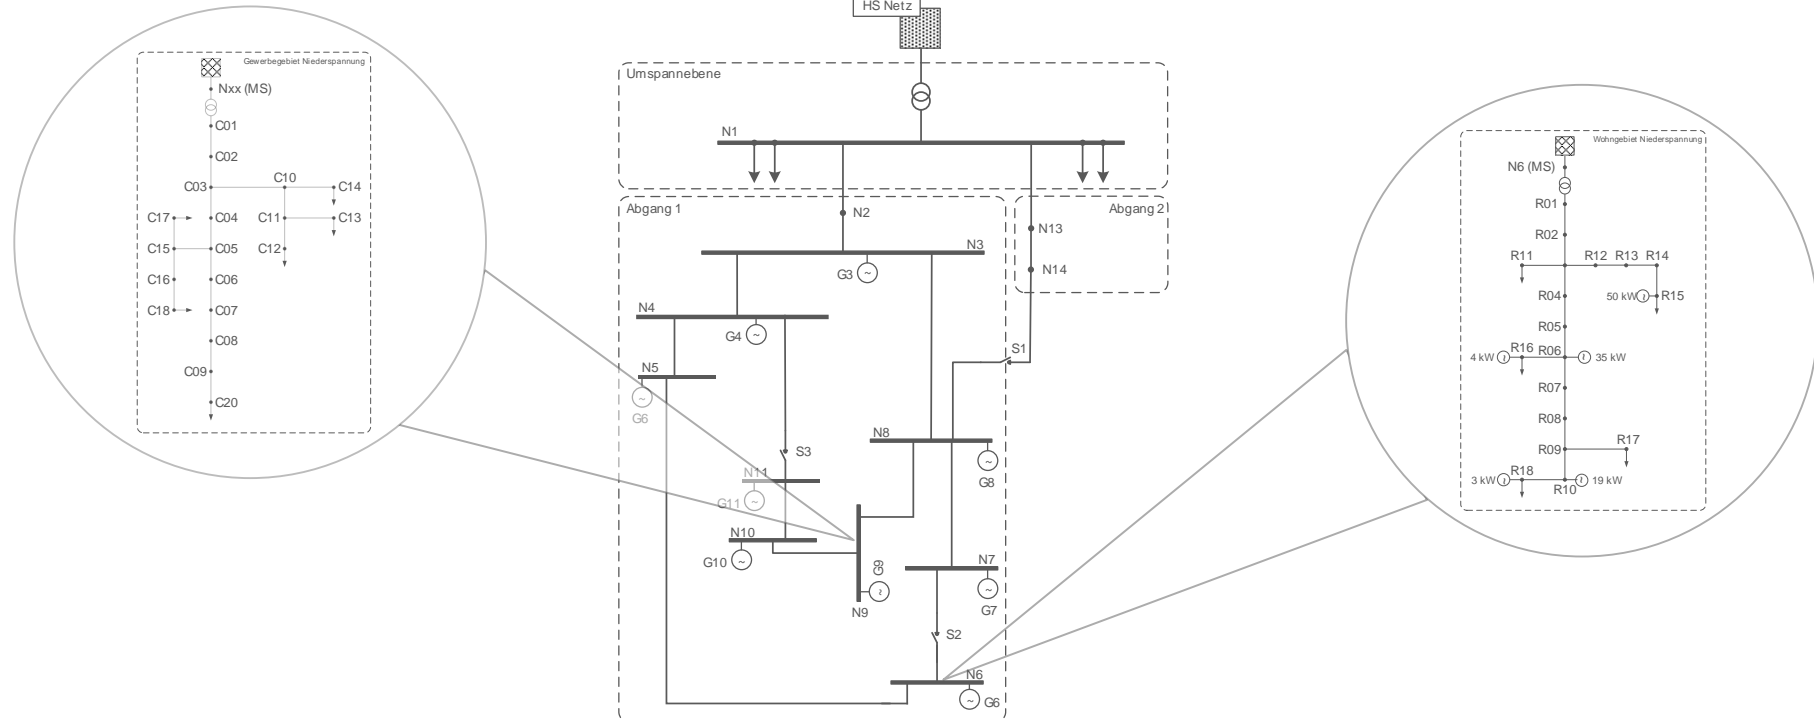 HS Netz
Umspannebene
N1
Abgang 1
Abgang 2
N2
N13
N3
G3
N14
N4
G4
S1
N5
G6
N8
S3
N11
G8
G11
N10
G10
G9
N7
N9
G7
S2
N6
G6
Gewerbegebiet Niederspannung
Nxx (MS)
C01
C02
C03
C10
C14
C17
C04
C11
C13
C15
C05
C12
C16
C06
C18
C07
C08
C09
C20
Wohngebiet Niederspannung
N6 (MS)
R01
R02
R11
R12
R13
R14
R04
50 kW
R15
R05
4 kW
R16
R06
35 kW
R07
R08
R17
R09
3 kW
R18
R10
19 kW